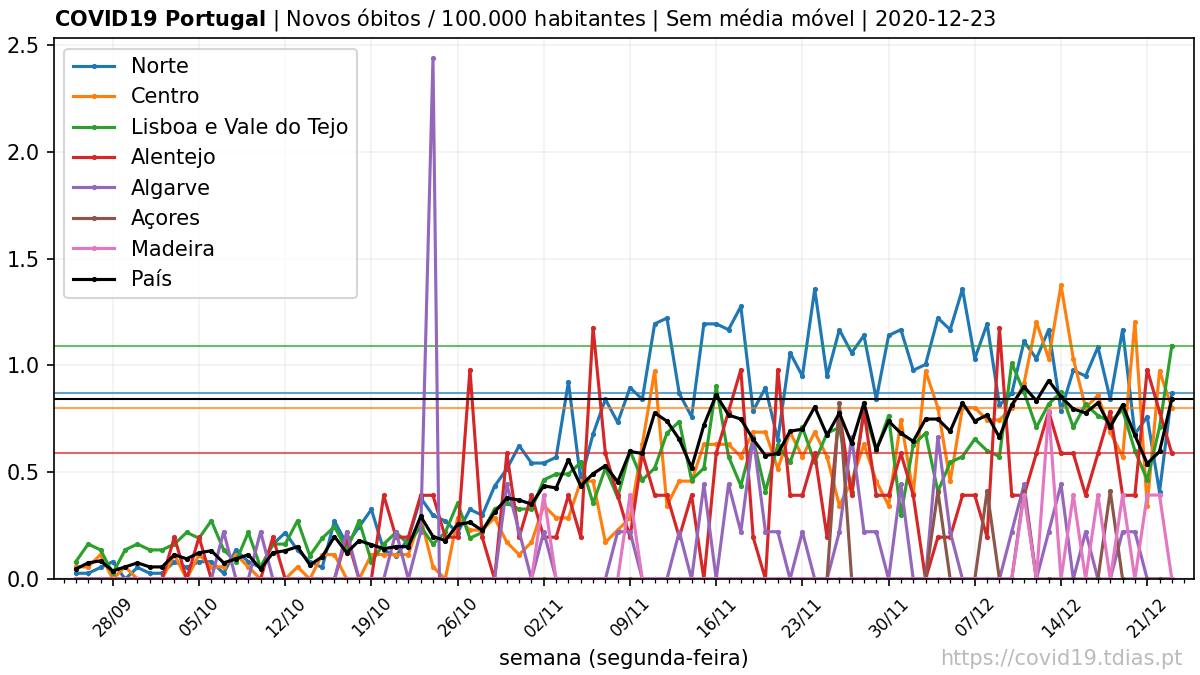 COVID19 Portugal | Novos óbitos / 100.000 habitantes | Sem média móvel | 2020-12-23
2.5
2.0
1.5
1.0
0.5
0.0
Norte
Centro
Lisboa e Vale do Tejo
Alentejo
Algarve
Açores
Madeira
País
28/09
05/10
12/10
19/10
26/10
02/11
09/11
16/11
23/11
30/11
07/12
14/12
21/12
semana (segunda-feira)
https://covid19.tdias.pt